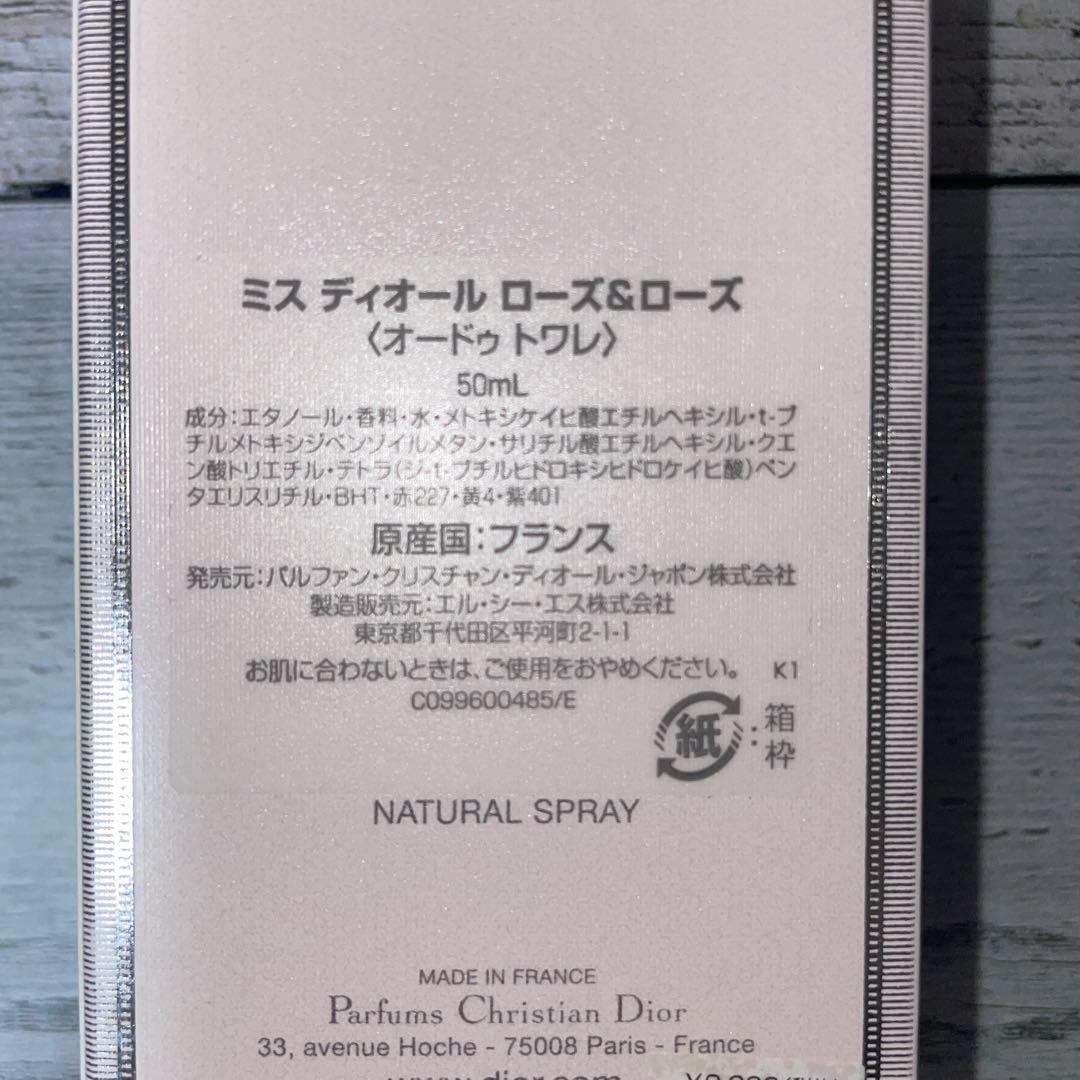 ミス ディオール ローズ&ローズ
〈オードゥ トワレ〉
50mL
成分:エタノール・香料・水・メトキシケイヒ酸エチルヘキシル・t-ブ
チルメトキシジベンゾイルメタン・サリチル酸エチルヘキシル・クエ
ン酸トリエチル・テトラ(ジ-t-ブチルヒドロキシヒドロケイヒ酸)ペン
タエリスリチル・BHT・赤227・黄4・紫401
原産国:フランス
発売元:パルファン・クリスチャン・ディオール・ジャポン株式会社
製造販売元:エル・シー・エス株式会社
東京都千代田区平河町2-1-1
お肌に合わないときは、ご使用をおやめください。 K1
C099600485/E
紙:箱
枠
NATURAL SPRAY
MADE IN FRANCE
Parfums Christian Dior
33, avenue Hoche - 75008 Paris - France
www.dior.com